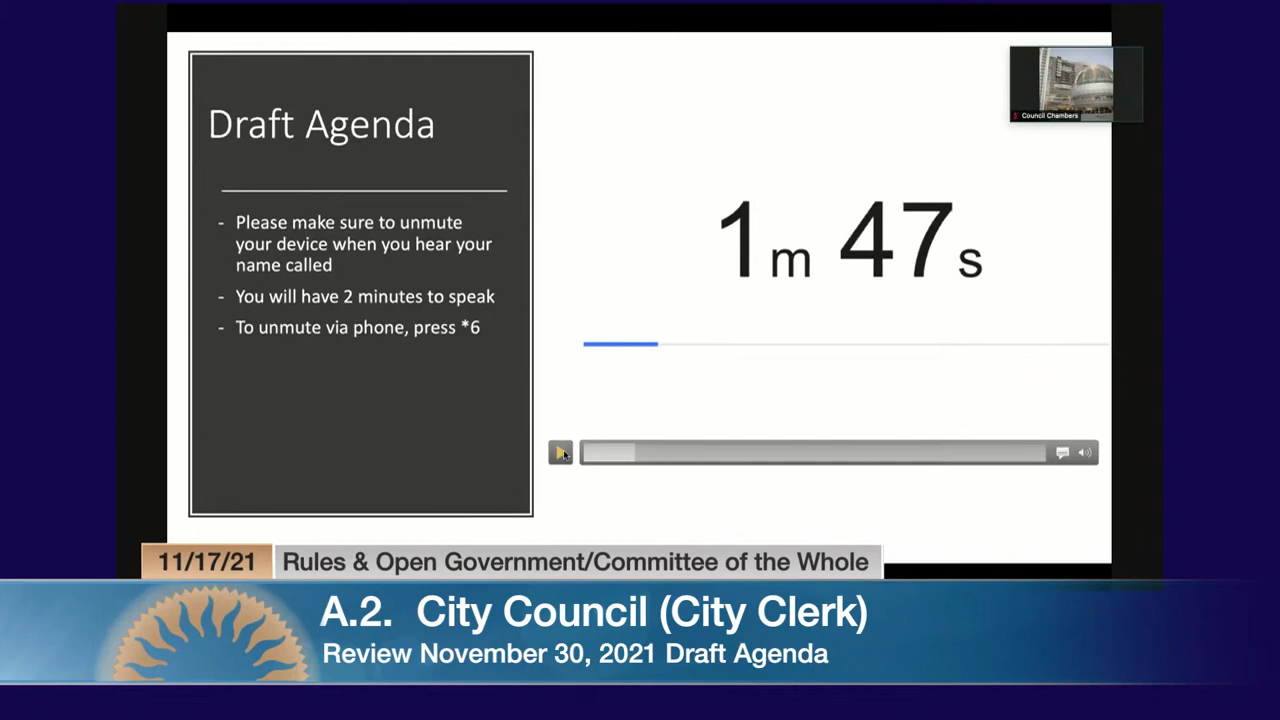 Draft Agenda
- Please make sure to unmute
your device when you hear your
name called
- You will have 2 minutes to speak
- To unmute via phone, press *6
Council Chambers
1m 47s
11/17/21
Rules & Open Government/Committee of the Whole
A.2. City Council (City Clerk)
Review November 30, 2021 Draft Agenda